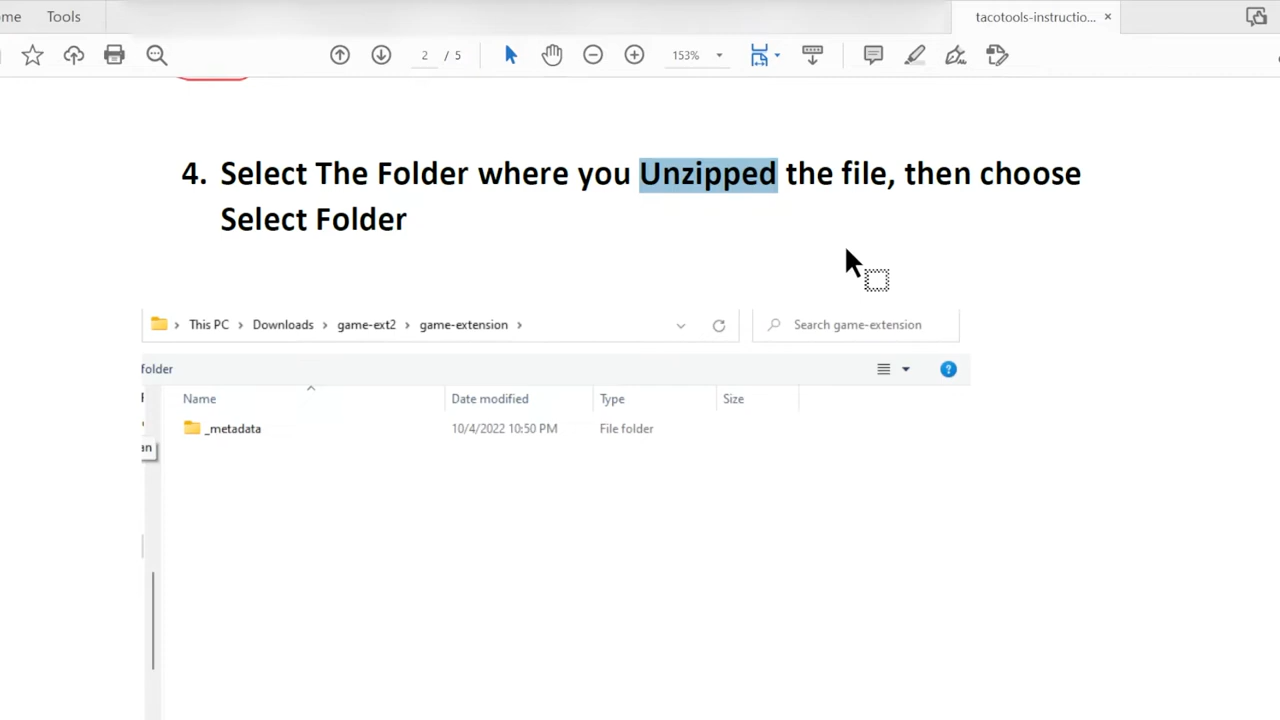 me Tools tacotools-instructio... ×
2 / 5 153%
4. Select The Folder where you Unzipped the file, then choose
Select Folder
This PC › Downloads › game-ext2 › game-extension › Search game-extension
folder ?
Name Date modified Type Size
_metadata 10/4/2022 10:50 PM File folder
an